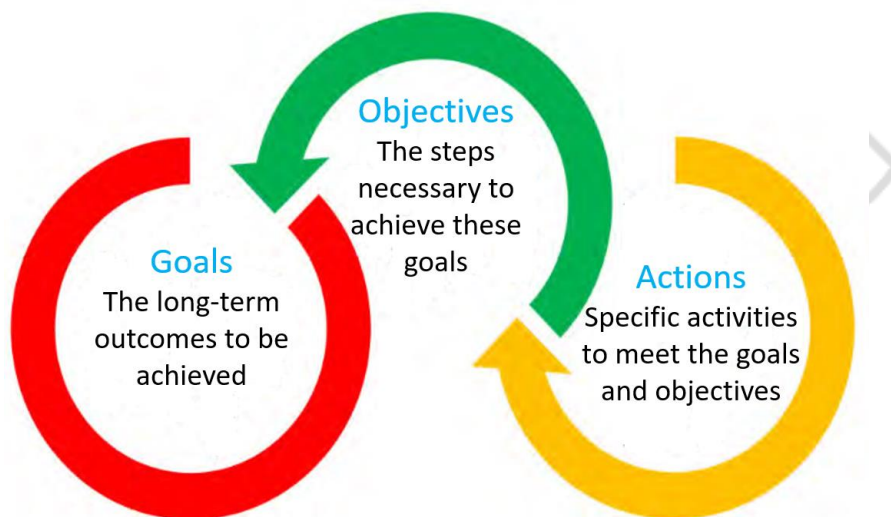 Goals
The long-term
outcomes to be
achieved
Objectives
The steps
necessary to
achieve these
goals
Actions
Specific activities
to meet the goals
and objectives